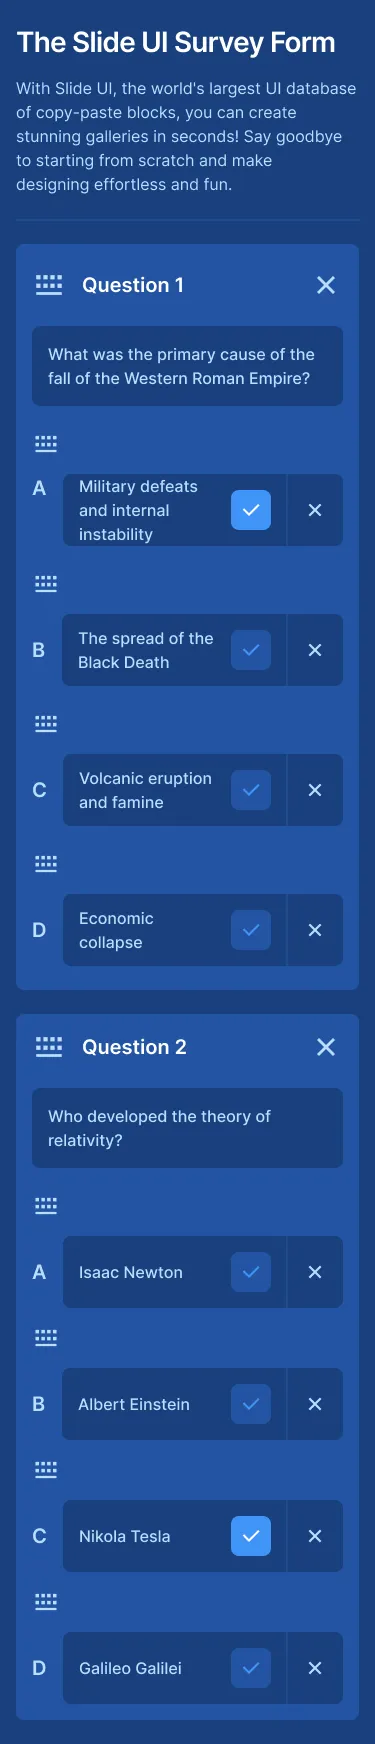 The Slide UI Survey Form
With Slide UI, the world's largest UI database
of copy-paste blocks, you can create
stunning galleries in seconds! Say goodbye
to starting from scratch and make
designing effortless and fun.
Question 1
What was the primary cause of the
fall of the Western Roman Empire?
A
Military defeats
and internal
instability
B
The spread of the
Black Death
C
Volcanic eruption
and famine
D
Economic
collapse
Question 2
Who developed the theory of
relativity?
A
Isaac Newton
B
Albert Einstein
C
Nikola Tesla
D
Galileo Galilei